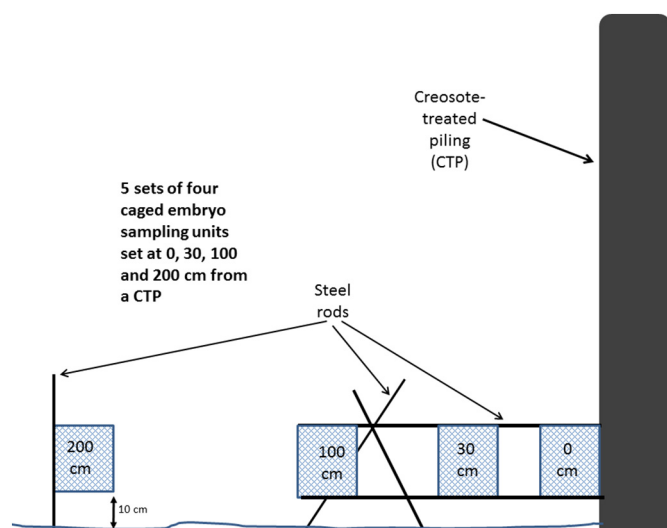 Creosote-
treated
piling
(CTP)
5 sets of four
caged embryo
sampling units
set at 0, 30, 100
and 200 cm from
a CTP
Steel
rods
200
cm
100
cm
30
cm
0
cm
10 cm